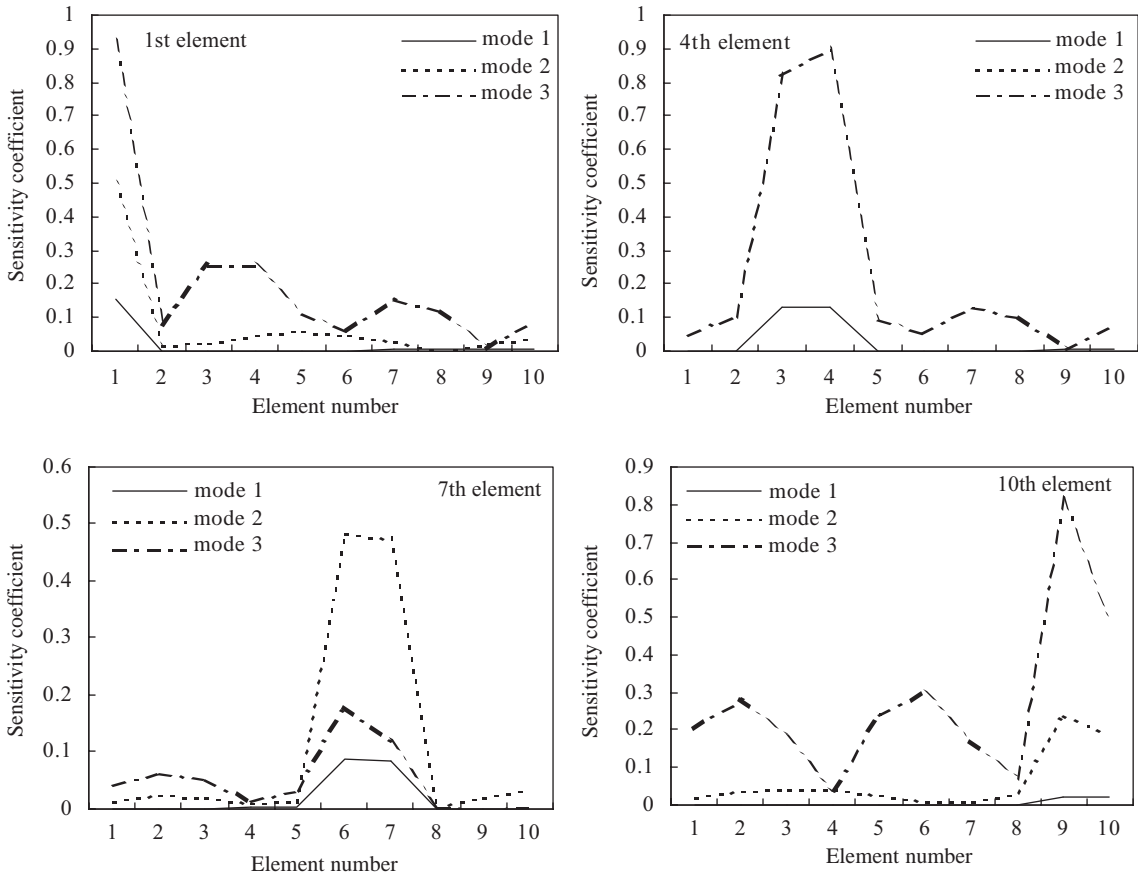 1st element
mode 1
mode 2
mode 3
Sensitivity coefficient
1
0.9
0.8
0.7
0.6
0.5
0.4
0.3
0.2
0.1
0
1 2 3 4 5 6 7 8 9 10
Element number
4th element
mode 1
mode 2
mode 3
Sensitivity coefficient
1
0.9
0.8
0.7
0.6
0.5
0.4
0.3
0.2
0.1
0
1 2 3 4 5 6 7 8 9 10
Element number
7th element
mode 1
mode 2
mode 3
Sensitivity coefficient
0.6
0.5
0.4
0.3
0.2
0.1
0
1 2 3 4 5 6 7 8 9 10
Element number
10th element
mode 1
mode 2
mode 3
Sensitivity coefficient
0.9
0.8
0.7
0.6
0.5
0.4
0.3
0.2
0.1
0
1 2 3 4 5 6 7 8 9 10
Element number